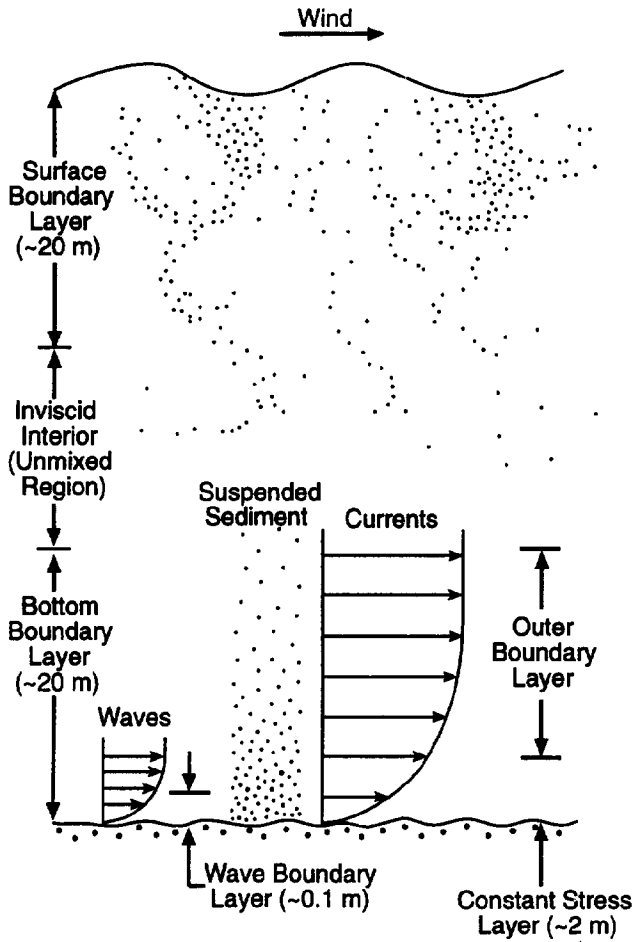 Wind
Surface
Boundary
Layer
(~20 m)
Inviscid
Interior
(Unmixed
Region)
Suspended
Sediment
Currents
Bottom
Boundary
Layer
(~20 m)
Outer
Boundary
Layer
Waves
Wave Boundary
Layer (~0.1 m)
Constant Stress
Layer (~2 m)